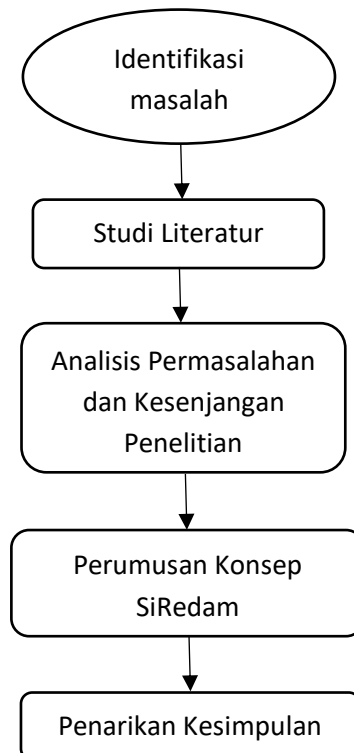 Identifikasi
masalah
Studi Literatur
Analisis Permasalahan
dan Kesenjangan
Penelitian
Perumusan Konsep
SiRedam
Penarikan Kesimpulan